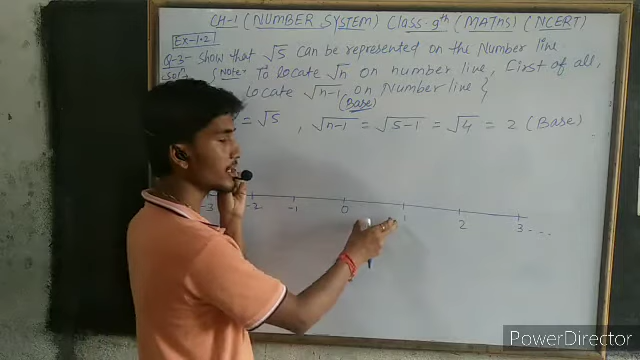 CH-1 (NUMBER SYSTEM) Class-9th (MATHS) (NCERT)
Ex-1.2
Q-3- Show that √5 can be represented on the Number line.
Soln {Note- To locate √n on number line, First of all,
Locate √n-1 on Number line}
(Base)
= √5 , √n-1 = √5-1 = √4 = 2 (Base)
-3 -2 -1 0 1 2 3 ...
PowerDirector